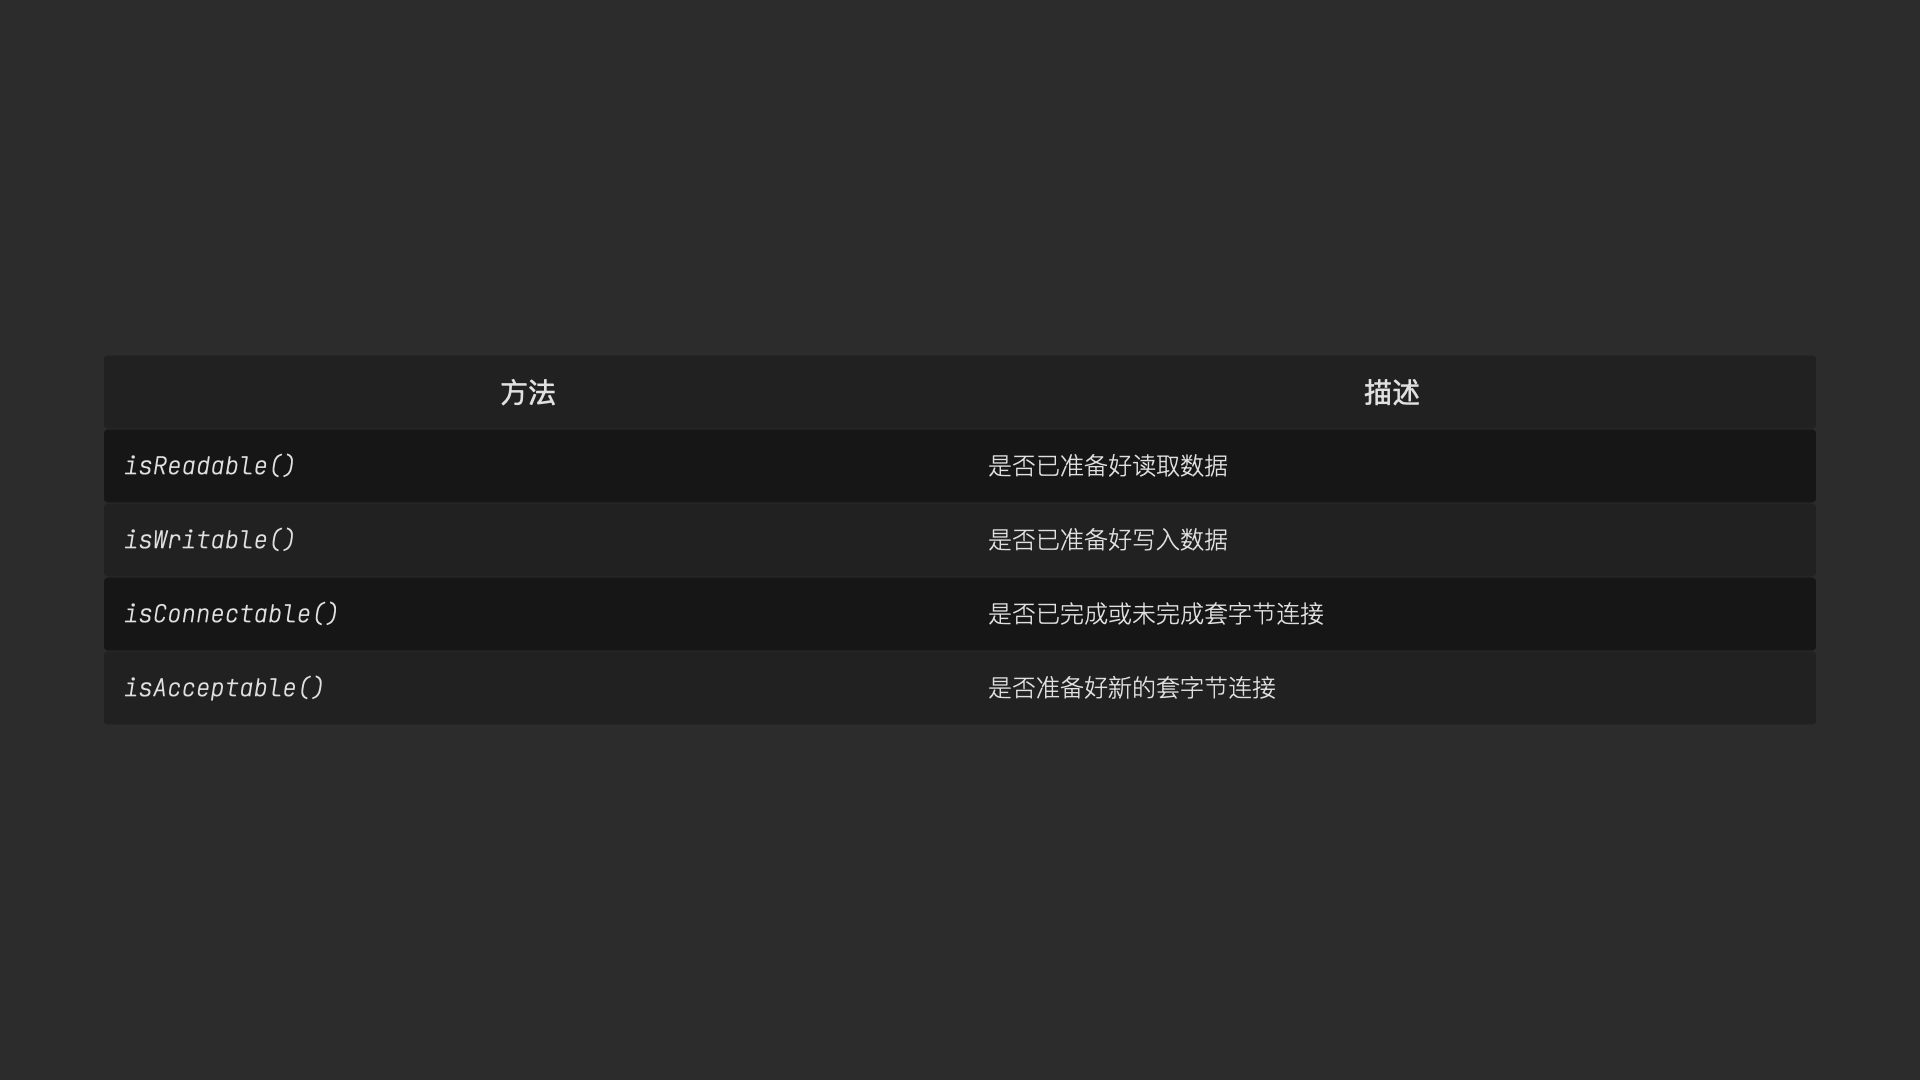 方法 描述
isReadable() 是否已准备好读取数据
isWritable() 是否已准备好写入数据
isConnectable() 是否已完成或未完成套字节连接
isAcceptable() 是否准备好新的套字节连接